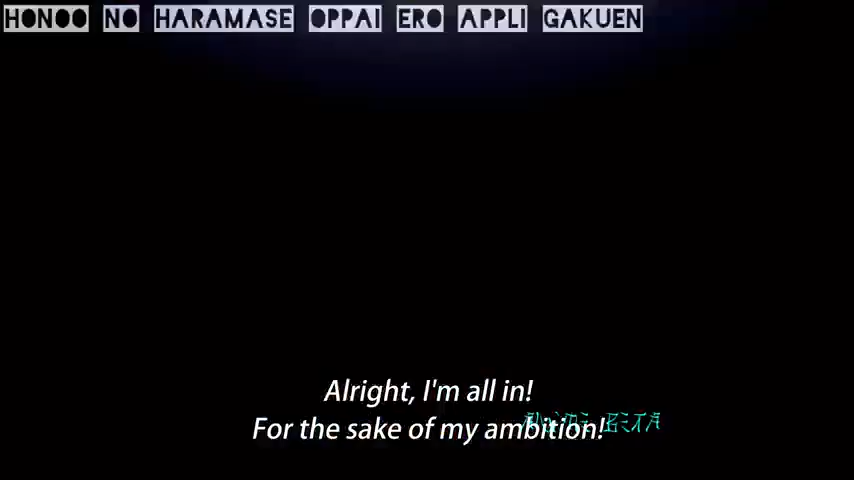 HONOO NO HARAMASE OPPAI ERO APPLI GAKUEN
Alright, I'm all in!
For the sake of my ambition!